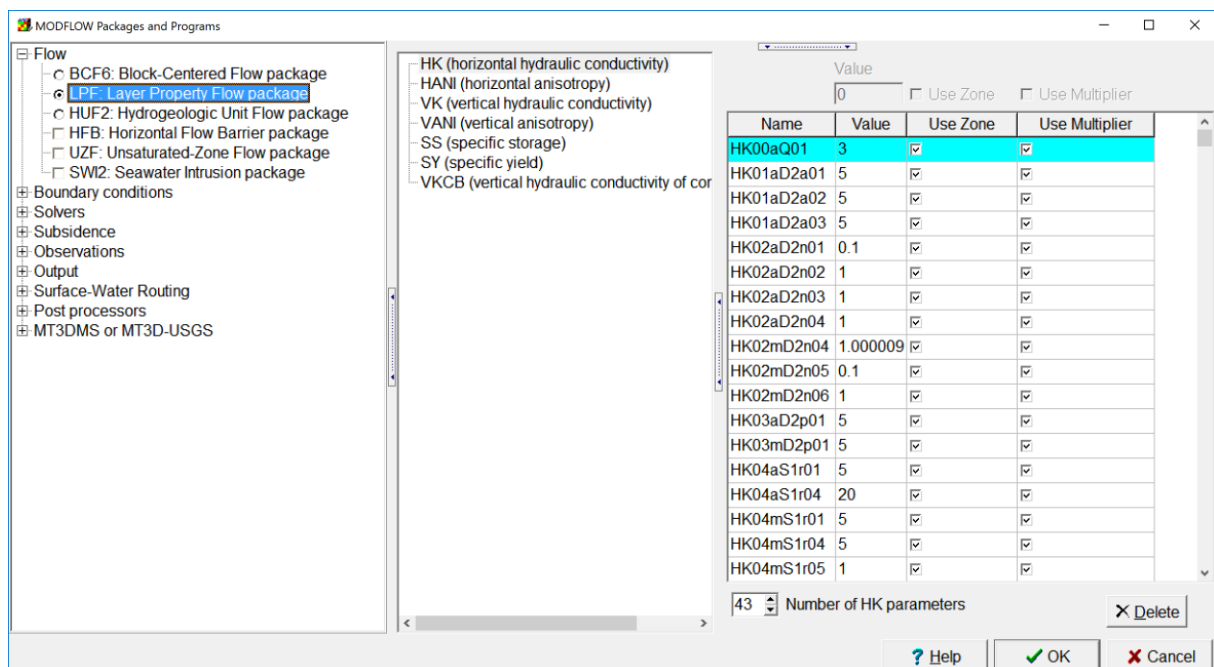 MODFLOW Packages and Programs
Flow
BCF6: Block-Centered Flow package
LPF: Layer Property Flow package
HUF2: Hydrogeologic Unit Flow package
HFB: Horizontal Flow Barrier package
UZF: Unsaturated-Zone Flow package
SWI2: Seawater Intrusion package
Boundary conditions
Solvers
Subsidence
Observations
Output
Surface-Water Routing
Post processors
MT3DMS or MT3D-USGS
HK (horizontal hydraulic conductivity)
HANI (horizontal anisotropy)
VK (vertical hydraulic conductivity)
VANI (vertical anisotropy)
SS (specific storage)
SY (specific yield)
VKCB (vertical hydraulic conductivity of cor
Value
0 Use Zone Use Multiplier
Name Value Use Zone Use Multiplier
HK00aQ01 3
HK01aD2a01 5
HK01aD2a02 5
HK01aD2a03 5
HK02aD2n01 0.1
HK02aD2n02 1
HK02aD2n03 1
HK02aD2n04 1
HK02mD2n04 1.000009
HK02mD2n05 0.1
HK02mD2n06 1
HK03aD2p01 5
HK03mD2p01 5
HK04aS1r01 5
HK04aS1r04 20
HK04mS1r01 5
HK04mS1r04 5
HK04mS1r05 1
43 Number of HK parameters
Delete
? Help OK Cancel